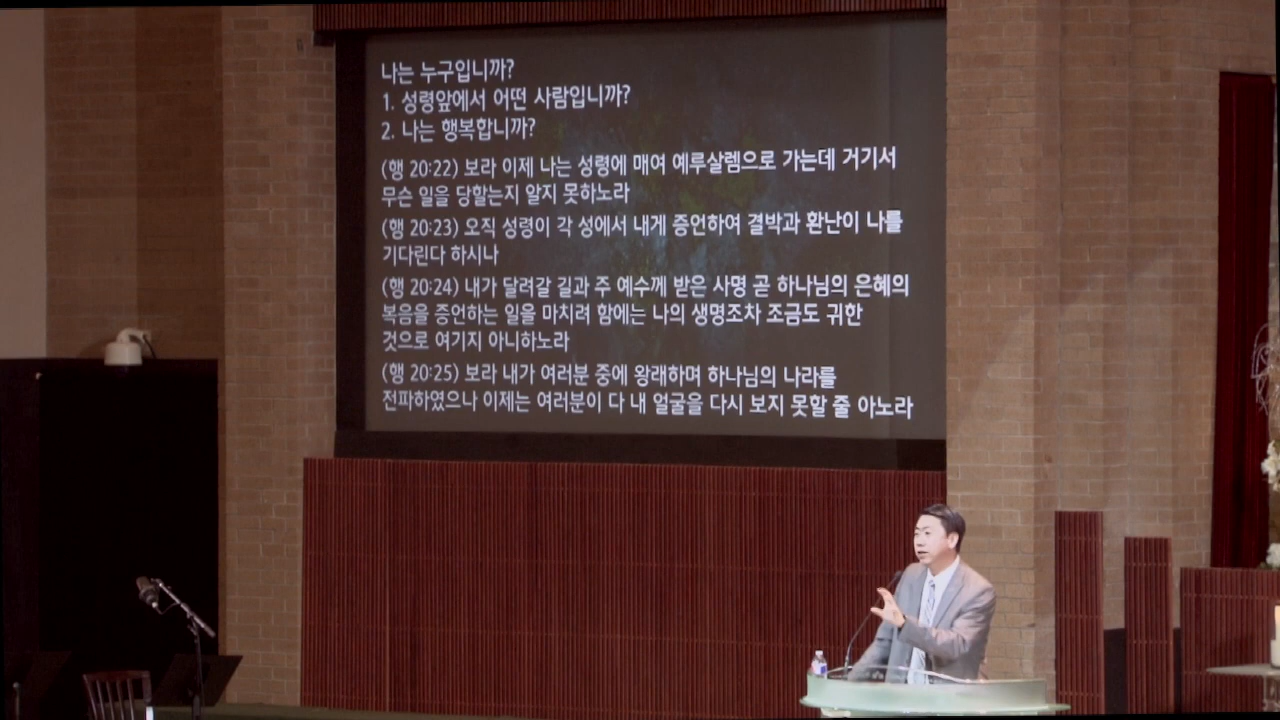 나는 누구입니까?
1. 성령앞에서 어떤 사람입니까?
2. 나는 행복합니까?
(행 20:22) 보라 이제 나는 성령에 매여 예루살렘으로 가는데 거기서
무슨 일을 당할는지 알지 못하노라
(행 20:23) 오직 성령이 각 성에서 내게 증언하여 결박과 환난이 나를
기다린다 하시나
(행 20:24) 내가 달려갈 길과 주 예수께 받은 사명 곧 하나님의 은혜의
복음을 증언하는 일을 마치려 함에는 나의 생명조차 조금도 귀한
것으로 여기지 아니하노라
(행 20:25) 보라 내가 여러분 중에 왕래하며 하나님의 나라를
전파하였으나 이제는 여러분이 다 내 얼굴을 다시 보지 못할 줄 아노라